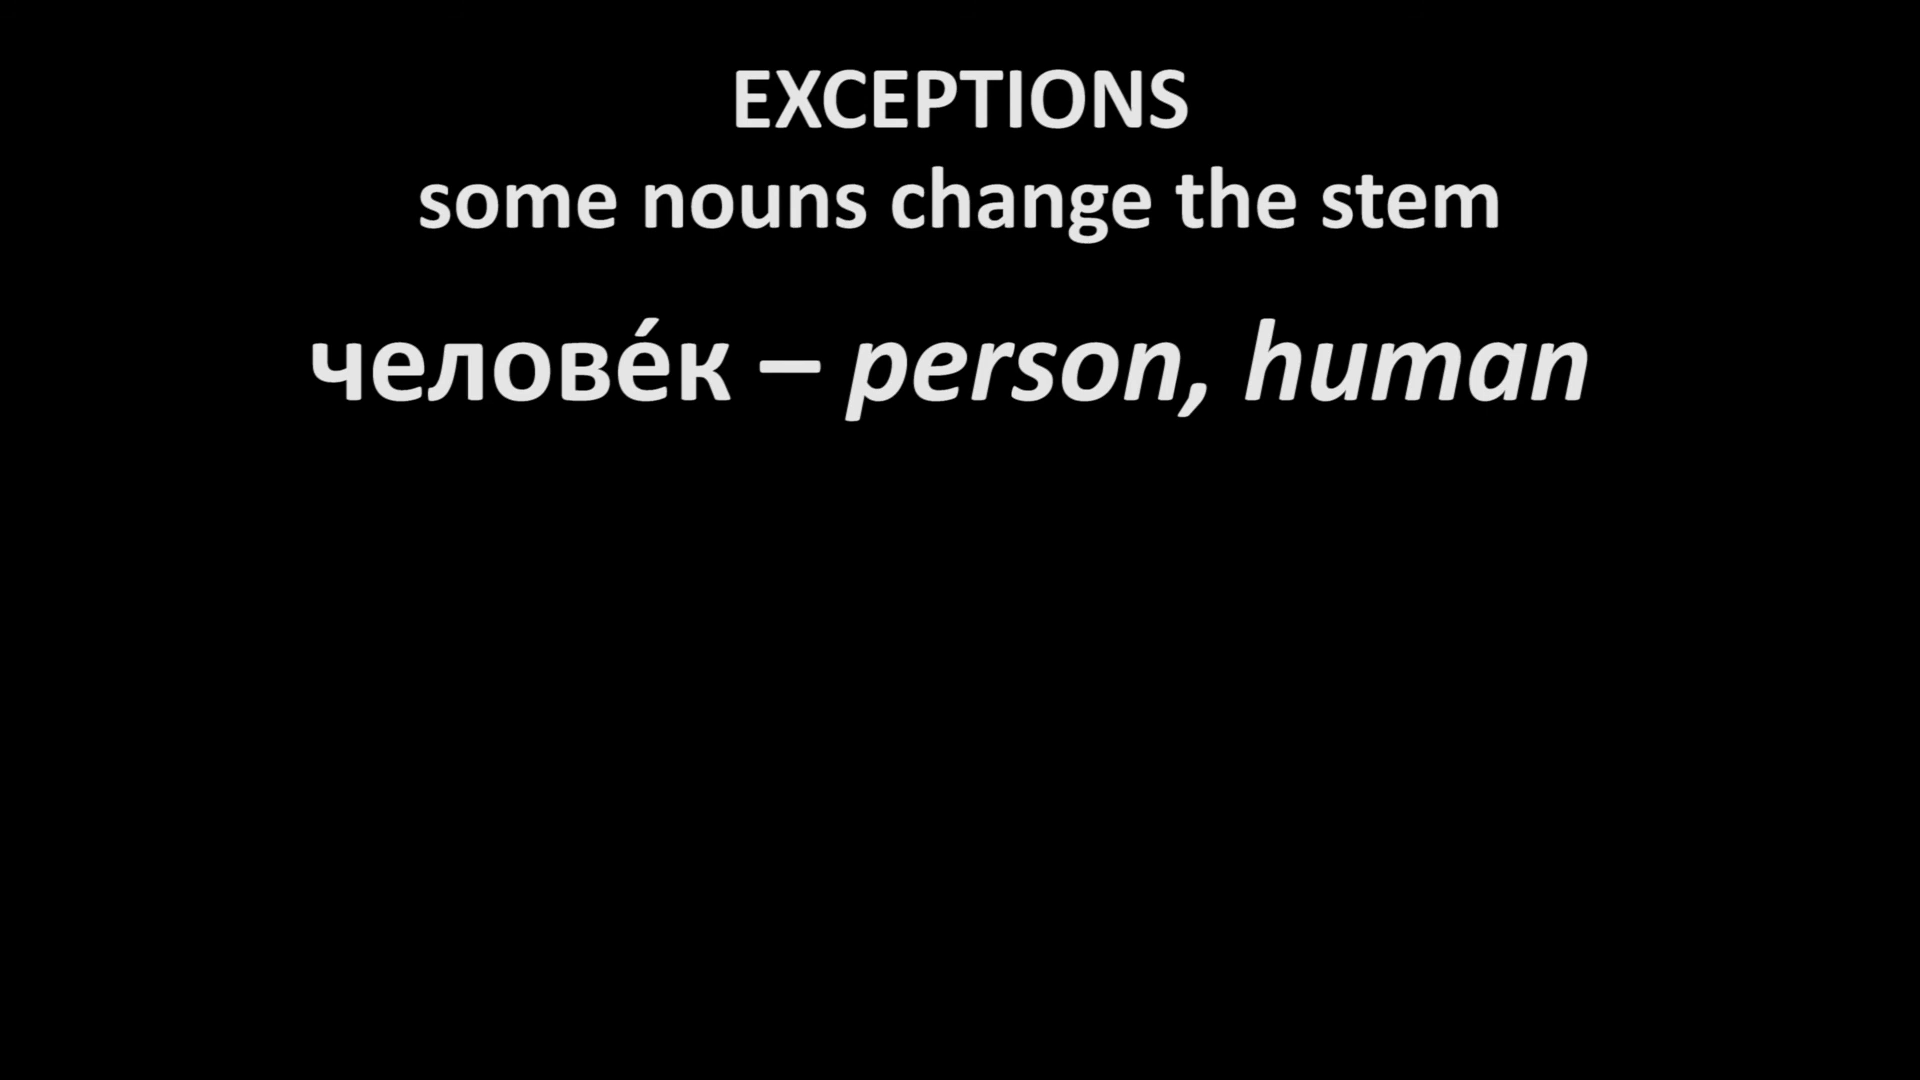 EXCEPTIONS
some nouns change the stem
челове́к – person, human